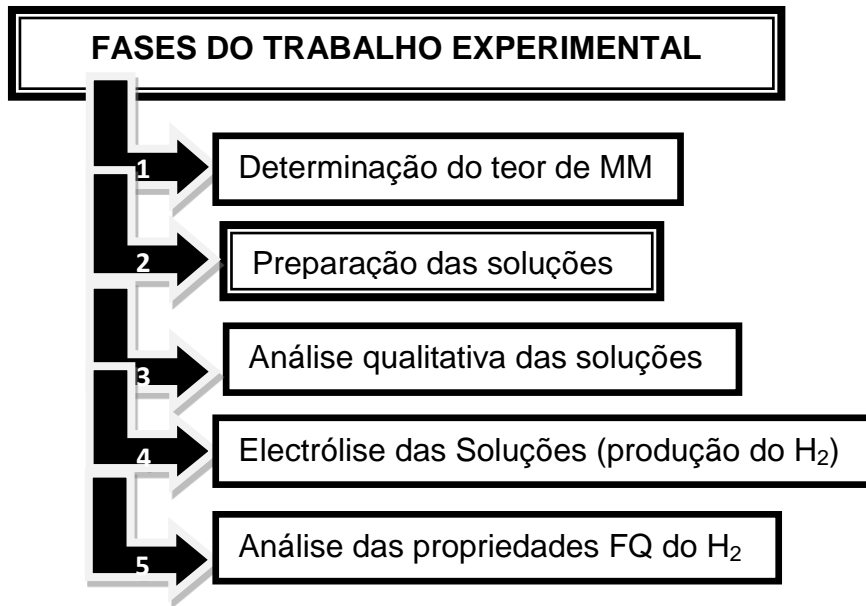 FASES DO TRABALHO EXPERIMENTAL
1 Determinação do teor de MM
2 Preparação das soluções
3 Análise qualitativa das soluções
4 Electrólise das Soluções (produção do H₂)
5 Análise das propriedades FQ do H₂